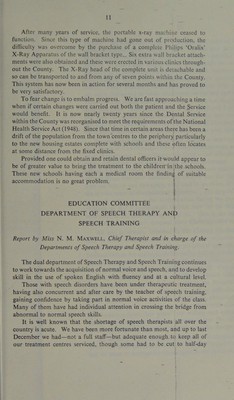 11
After many years of service, the portable x-ray machine ceased to
function. Since this type of machine had gone out of production, the
difficulty was overcome by the purchase of a complete Philips 'Oralix'
X-Ray Apparatus of the wall bracket type. Six extra wall bracket attach-
ments were also obtained and these were erected in various clinics through-
out the County. The X-Ray head of the complete unit is detachable and
so can be transported to and from any of seven points within the County.
This system has now been in action for several months and has proved to
be very satisfactory.
To fear change is to enshalm progress. We are fast approaching a time
when if certain changes were carried out both the patient and the Service
would benefit. It is now nearly twenty years since the Dental Service
within the County was reorganised to meet the requirements of the National
Health Service Act (1948). Since that time in certain areas there has been a
drift of the population from the town centres to the periphery particularly
to the new housing estates complete with schools and these often locates
at some distance from the fixed clinics.
Provided one could obtain and retain dental officers it would appear to
be of greater value to bring the treatment to the children in the schools.
These new schools having each a medical room the finding of suitable
accommodation is no great problem.
EDUCATION COMMITTEE
DEPARTMENT OF SPEECH THERAPY AND
SPEECH TRAINING
Report by Miss N. M. MAXWELL, Chief Therapist and in charge of the
Departments of Speech Therapy and Speech Training.
The dual department of Speech Therapy and Speech Training continues
to work towards the acquisition of normal voice and speech, and to develop
skill in the use of spoken English with fluency and at a cultural level.
Those with speech disorders have been under therapeutic treatment,
having also concurrent and after care by the teacher of speech training,
gaining confidence by taking part in normal voice activities of the class.
Many of them have had individual attention in crossing the bridge from
abnormal to normal speech skills.
It is well known that the shortage of speech therapists all over the
country is acute. We have been more fortunate than most, and up to last
December we had—not a full staff—but adequate enough to keep all of
our treatment centres serviced, though some had to be cut to half-day